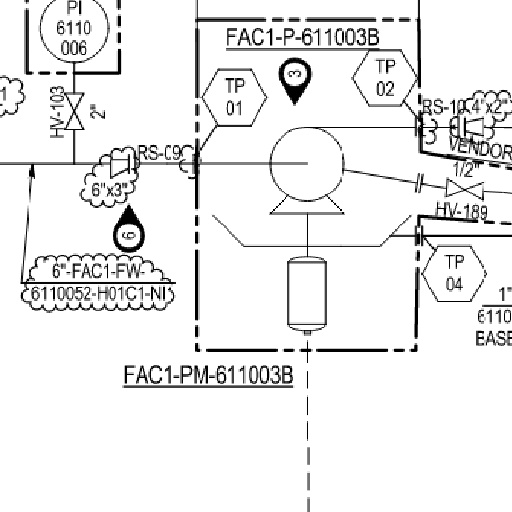 PI
6110
006
FAC1-P-611003B
3
TP
01
TP
02
1
HV-103
2"
RS-09
6"x3"
RS-10
4"x2"
VENDOR
1/2"
HV-189
6
6"-FAC1-FW-
6110052-H01C1-NI
TP
04
1"
6110
BASE
FAC1-PM-611003B